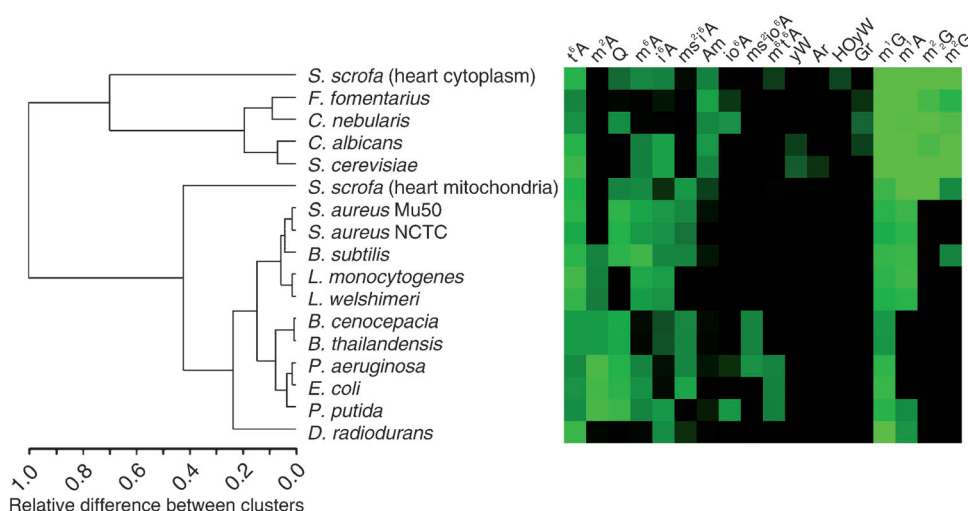 t⁶A m²A Q m⁶A i⁶A ms²i⁶A Am io⁶A ms²io⁶A m⁶t⁶A yW Ar HOyW Gr m¹G m¹A m²₂G m²G
S. scrofa (heart cytoplasm)
F. fomentarius
C. nebularis
C. albicans
S. cerevisiae
S. scrofa (heart mitochondria)
S. aureus Mu50
S. aureus NCTC
B. subtilis
L. monocytogenes
L. welshimeri
B. cenocepacia
B. thailandensis
P. aeruginosa
E. coli
P. putida
D. radiodurans
1.0 0.8 0.6 0.4 0.2 0.0
Relative difference between clusters